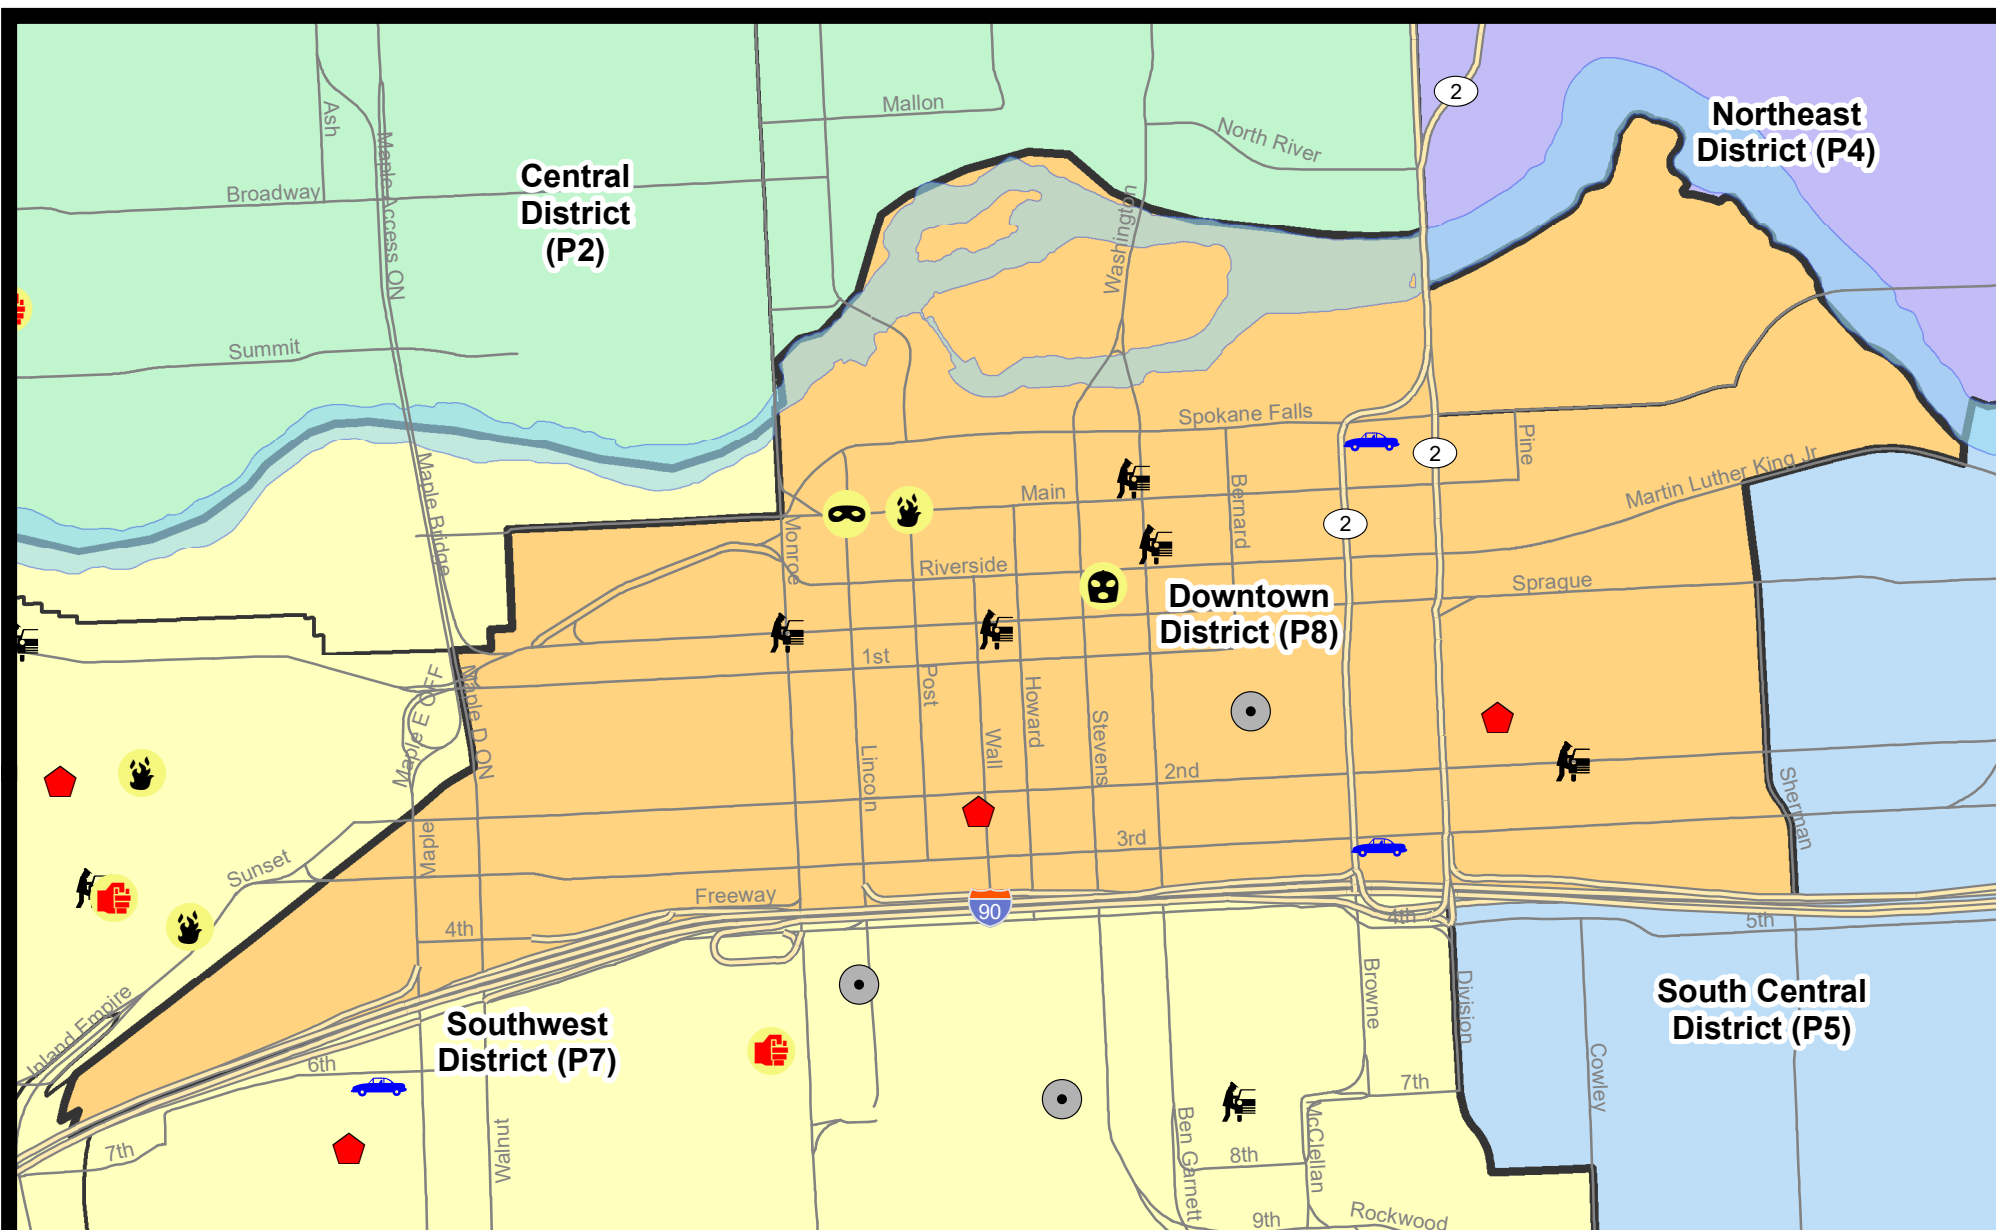 2
Northeast
District (P4)
Mallon
Ash
North River
Maple Access ON
Central
District
(P2)
Broadway
Washington
Summit
Spokane Falls
Pine
2
Martin Luther King Jr
Maple Bridge
Main
Bernard
2
Monroe
Riverside
Sprague
Downtown
District (P8)
1st
Post
Howard
Maple E OFF
Maple D ON
Stevens
Wall
Lincoln
2nd
Sherman
3rd
Maple
Sunset
Freeway
90
4th
4th
5th
Browne
Division
South Central
District (P5)
Inland Empire
Southwest
District (P7)
6th
Cowley
7th
McClellan
Ben Garnett
Walnut
7th
8th
9th
Rockwood